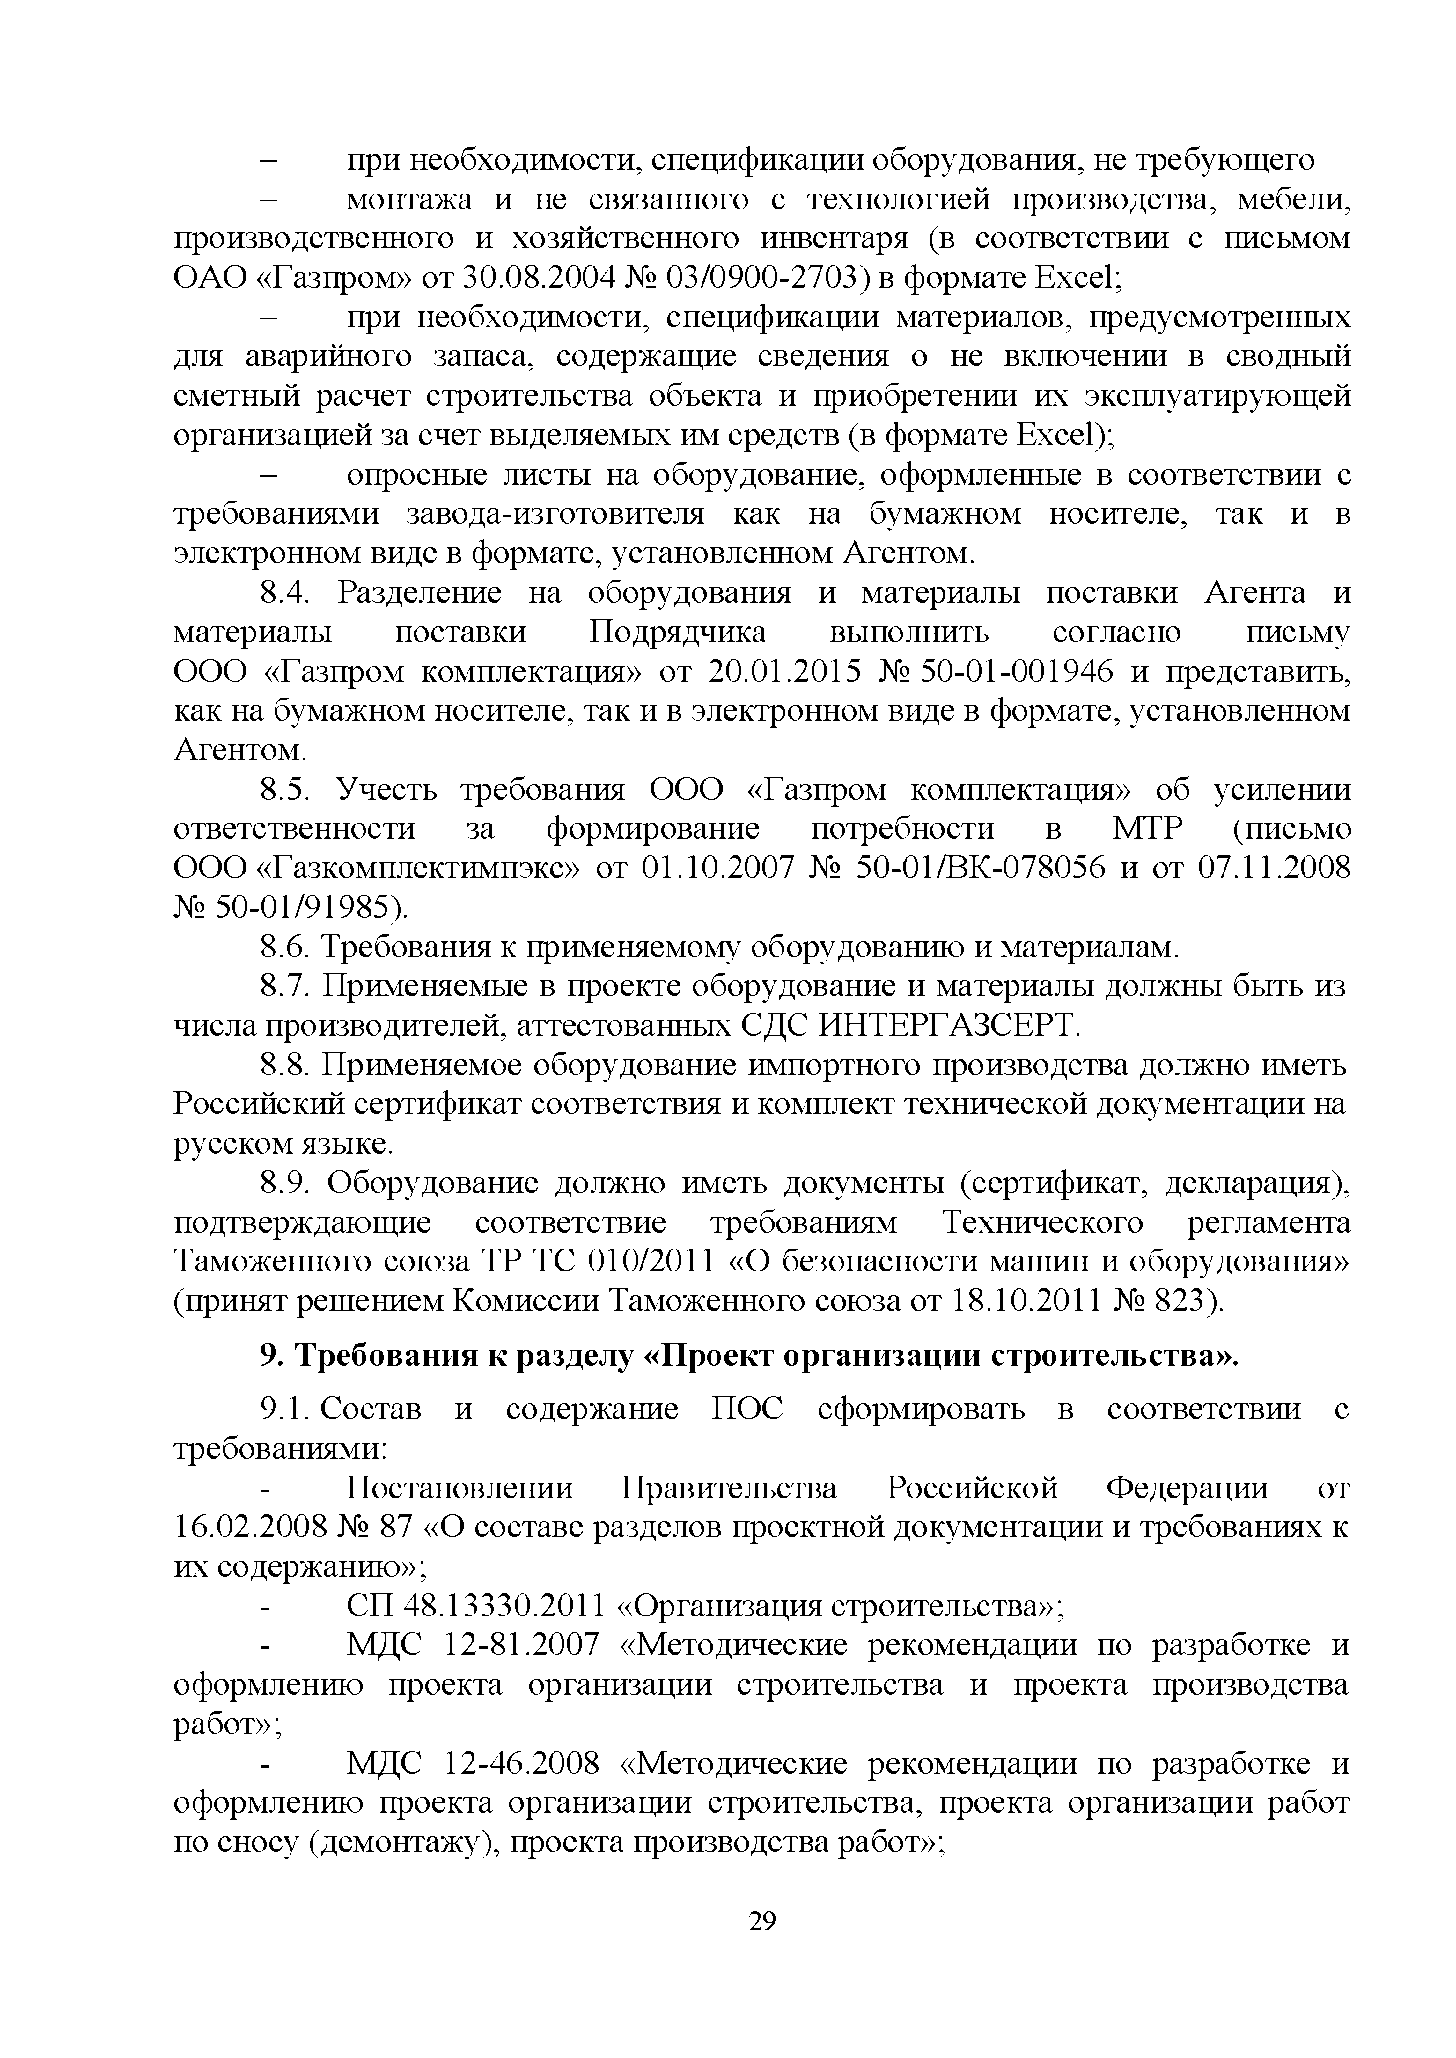 – при необходимости, спецификации оборудования, не требующего
– монтажа и не связанного с технологией производства, мебели,
производственного и хозяйственного инвентаря (в соответствии с письмом
ОАО «Газпром» от 30.08.2004 № 03/0900-2703) в формате Excel;
– при необходимости, спецификации материалов, предусмотренных
для аварийного запаса, содержащие сведения о не включении в сводный
сметный расчет строительства объекта и приобретении их эксплуатирующей
организацией за счет выделяемых им средств (в формате Excel);
– опросные листы на оборудование, оформленные в соответствии с
требованиями завода-изготовителя как на бумажном носителе, так и в
электронном виде в формате, установленном Агентом.
8.4. Разделение на оборудования и материалы поставки Агента и
материалы поставки Подрядчика выполнить согласно письму
ООО «Газпром комплектация» от 20.01.2015 № 50-01-001946 и представить,
как на бумажном носителе, так и в электронном виде в формате, установленном
Агентом.
8.5. Учесть требования ООО «Газпром комплектация» об усилении
ответственности за формирование потребности в МТР (письмо
ООО «Газкомплектимпэкс» от 01.10.2007 № 50-01/ВК-078056 и от 07.11.2008
№ 50-01/91985).
8.6. Требования к применяемому оборудованию и материалам.
8.7. Применяемые в проекте оборудование и материалы должны быть из
числа производителей, аттестованных СДС ИНТЕРГАЗСЕРТ.
8.8. Применяемое оборудование импортного производства должно иметь
Российский сертификат соответствия и комплект технической документации на
русском языке.
8.9. Оборудование должно иметь документы (сертификат, декларация),
подтверждающие соответствие требованиям Технического регламента
Таможенного союза ТР ТС 010/2011 «О безопасности машин и оборудования»
(принят решением Комиссии Таможенного союза от 18.10.2011 № 823).
9. Требования к разделу «Проект организации строительства».
9.1. Состав и содержание ПОС сформировать в соответствии с
требованиями:
- Постановлении Правительства Российской Федерации от
16.02.2008 № 87 «О составе разделов проектной документации и требованиях к
их содержанию»;
- СП 48.13330.2011 «Организация строительства»;
- МДС 12-81.2007 «Методические рекомендации по разработке и
оформлению проекта организации строительства и проекта производства
работ»;
- МДС 12-46.2008 «Методические рекомендации по разработке и
оформлению проекта организации строительства, проекта организации работ
по сносу (демонтажу), проекта производства работ»;
29